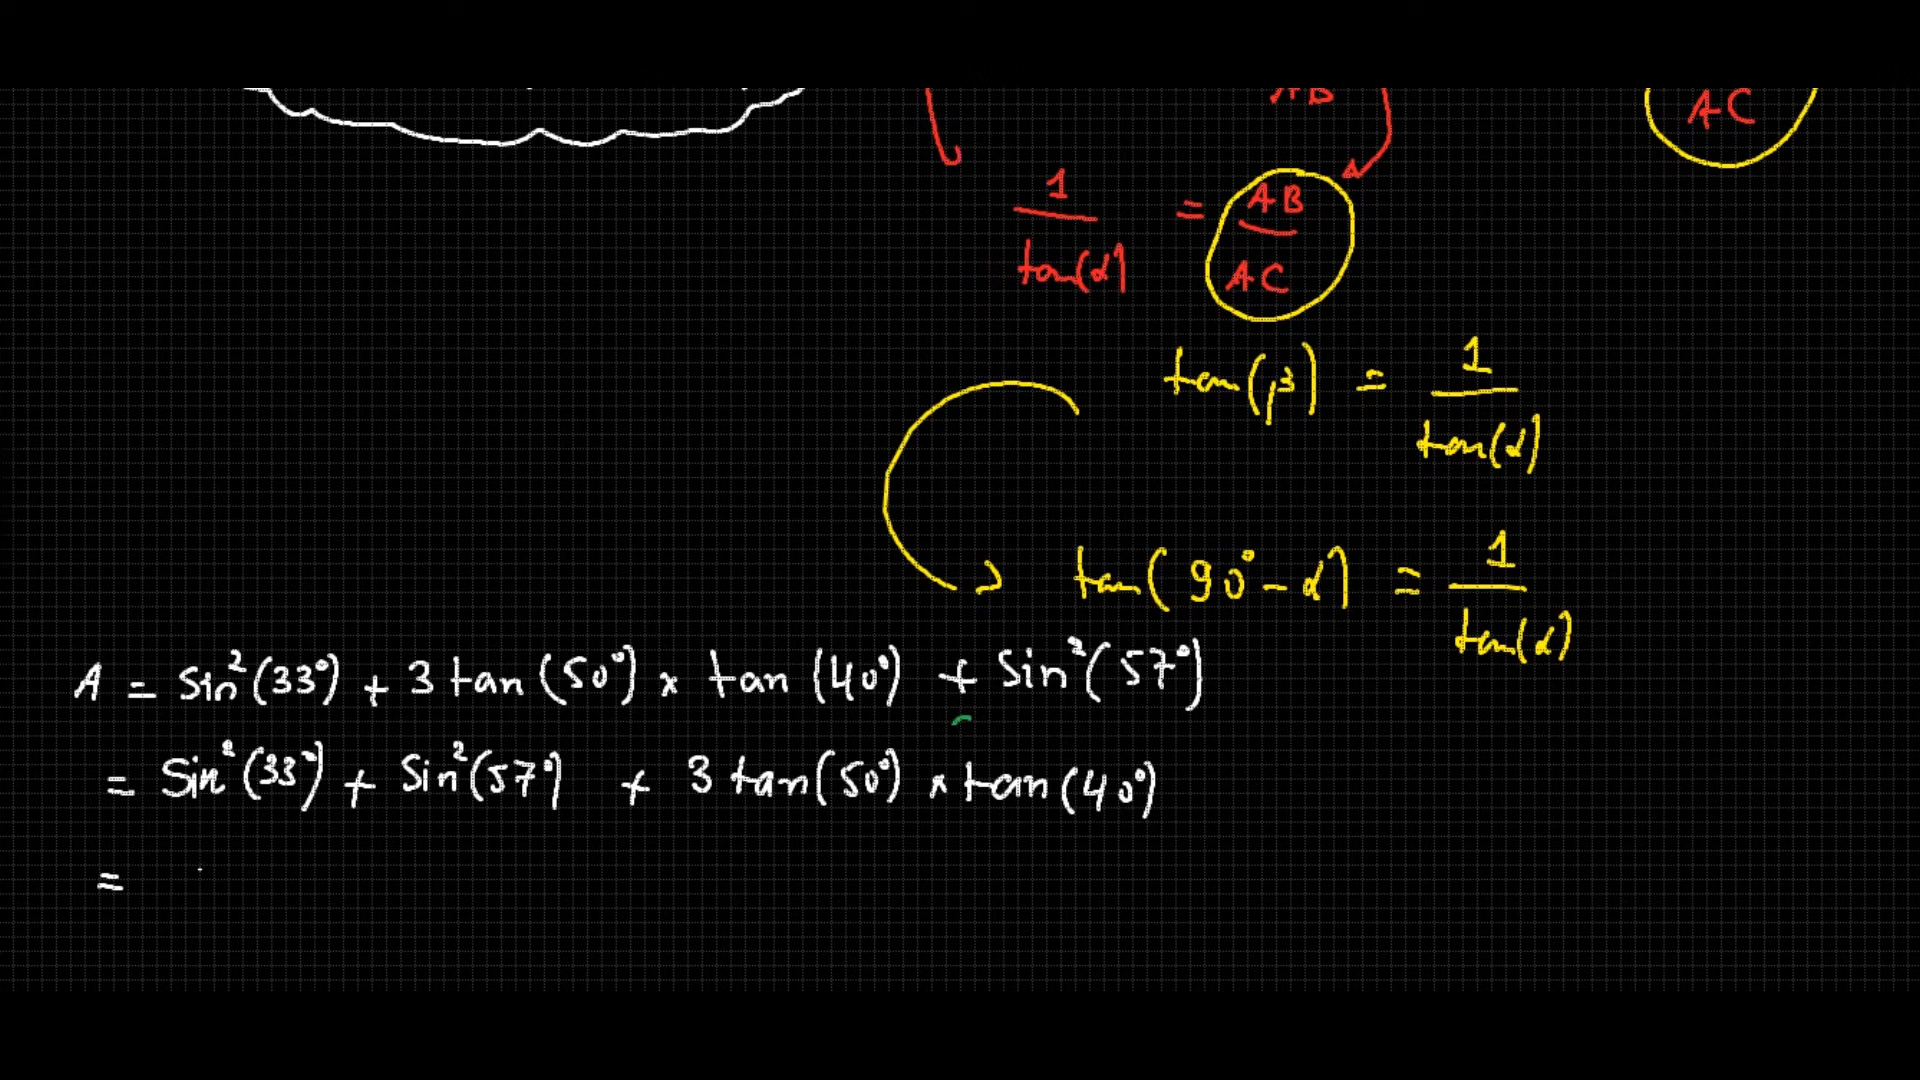 AB
AC
1/tan(α) = AB/AC
tan(β) = 1/tan(α)
tan(90°-α) = 1/tan(α)
A = sin²(33°) + 3 tan(50°) × tan(40°) + Sin²(57°)
= Sin²(33°) + Sin²(57°) + 3 tan(50°) × tan(40°)
=